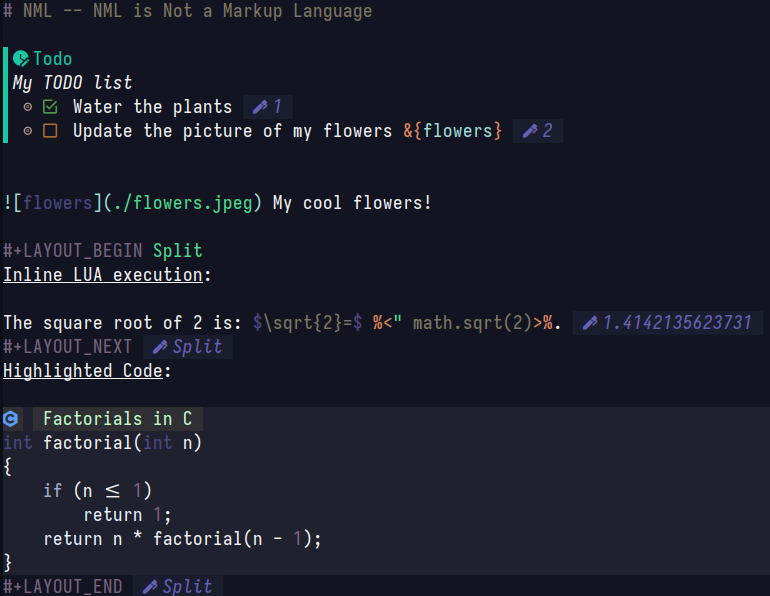 # NML -- NML is Not a Markup Language
Todo
My TODO list
Water the plants 1
Update the picture of my flowers &{flowers} 2
![flowers](./flowers.jpeg) My cool flowers!
#+LAYOUT_BEGIN Split
Inline LUA execution:
The square root of 2 is: $\sqrt{2}=$ %<" math.sqrt(2)>%. 1.4142135623731
#+LAYOUT_NEXT Split
Highlighted Code:
C Factorials in C
int factorial(int n)
{
    if (n ≤ 1)
        return 1;
    return n * factorial(n - 1);
}
#+LAYOUT_END Split